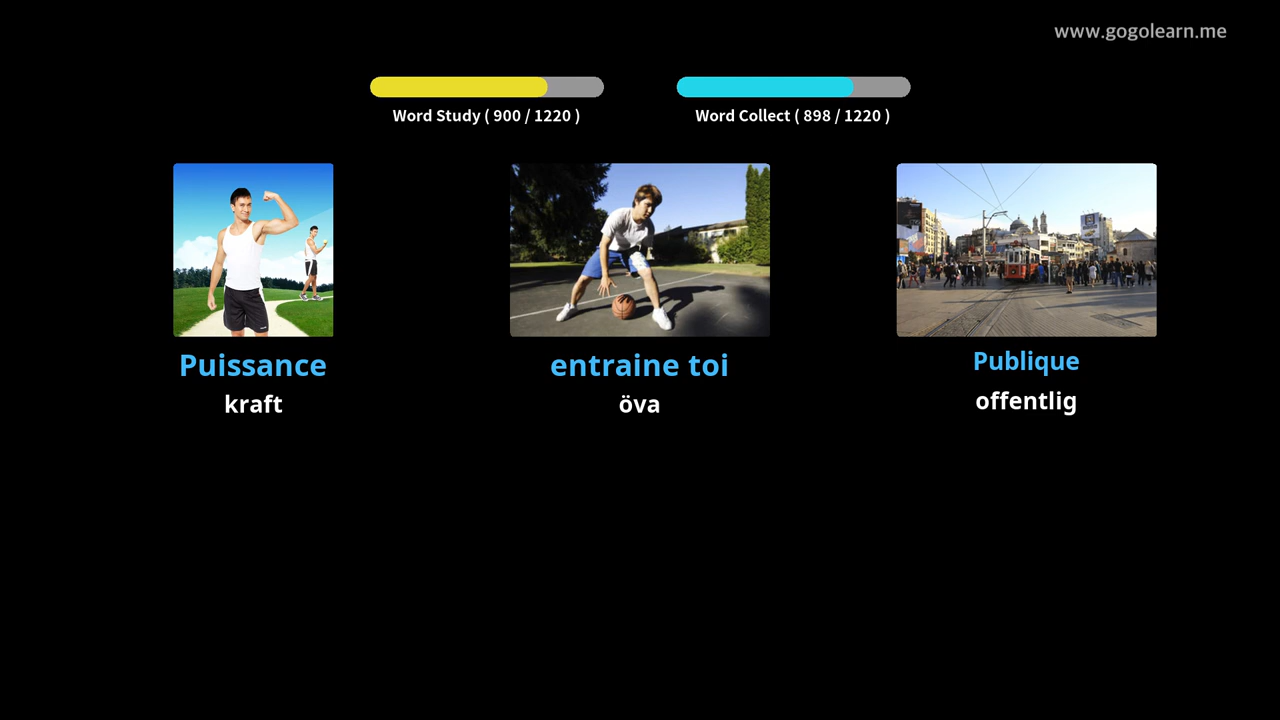 www.gogolearn.me
Word Study ( 900 / 1220 )
Word Collect ( 898 / 1220 )
Puissance
kraft
entraine toi
öva
Publique
offentlig